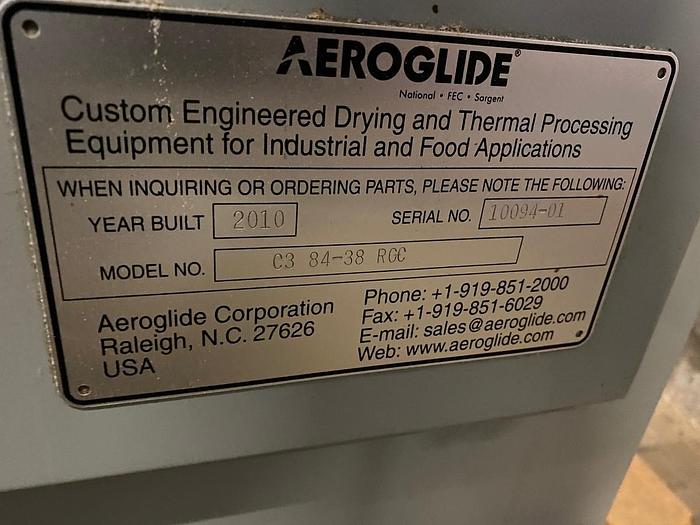 AEROGLIDE®
National • FEC • Sargent
Custom Engineered Drying and Thermal Processing
Equipment for Industrial and Food Applications
WHEN INQUIRING OR ORDERING PARTS, PLEASE NOTE THE FOLLOWING:
YEAR BUILT 2010 SERIAL NO. 10094-01
MODEL NO. C3 84-38 RGC
Aeroglide Corporation
Raleigh, N.C. 27626
USA
Phone: +1-919-851-2000
Fax: +1-919-851-6029
E-mail: sales@aeroglide.com
Web: www.aeroglide.com